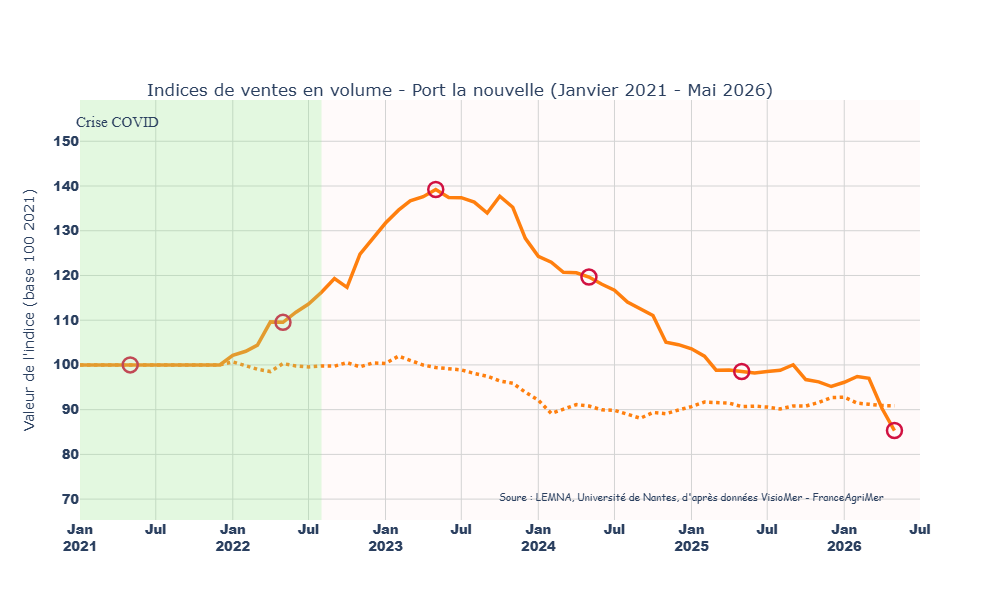 Indices de ventes en volume - Port la nouvelle (Janvier 2021 - Mai 2026)
Crise COVID
Valeur de l'indice (base 100 2021)
150
140
130
120
110
100
90
80
70
Soure : LEMNA, Université de Nantes, d'après données VisioMer - FranceAgriMer
Jan Jul Jan Jul Jan Jul Jan Jul Jan Jul Jan Jul
2021 2022 2023 2024 2025 2026